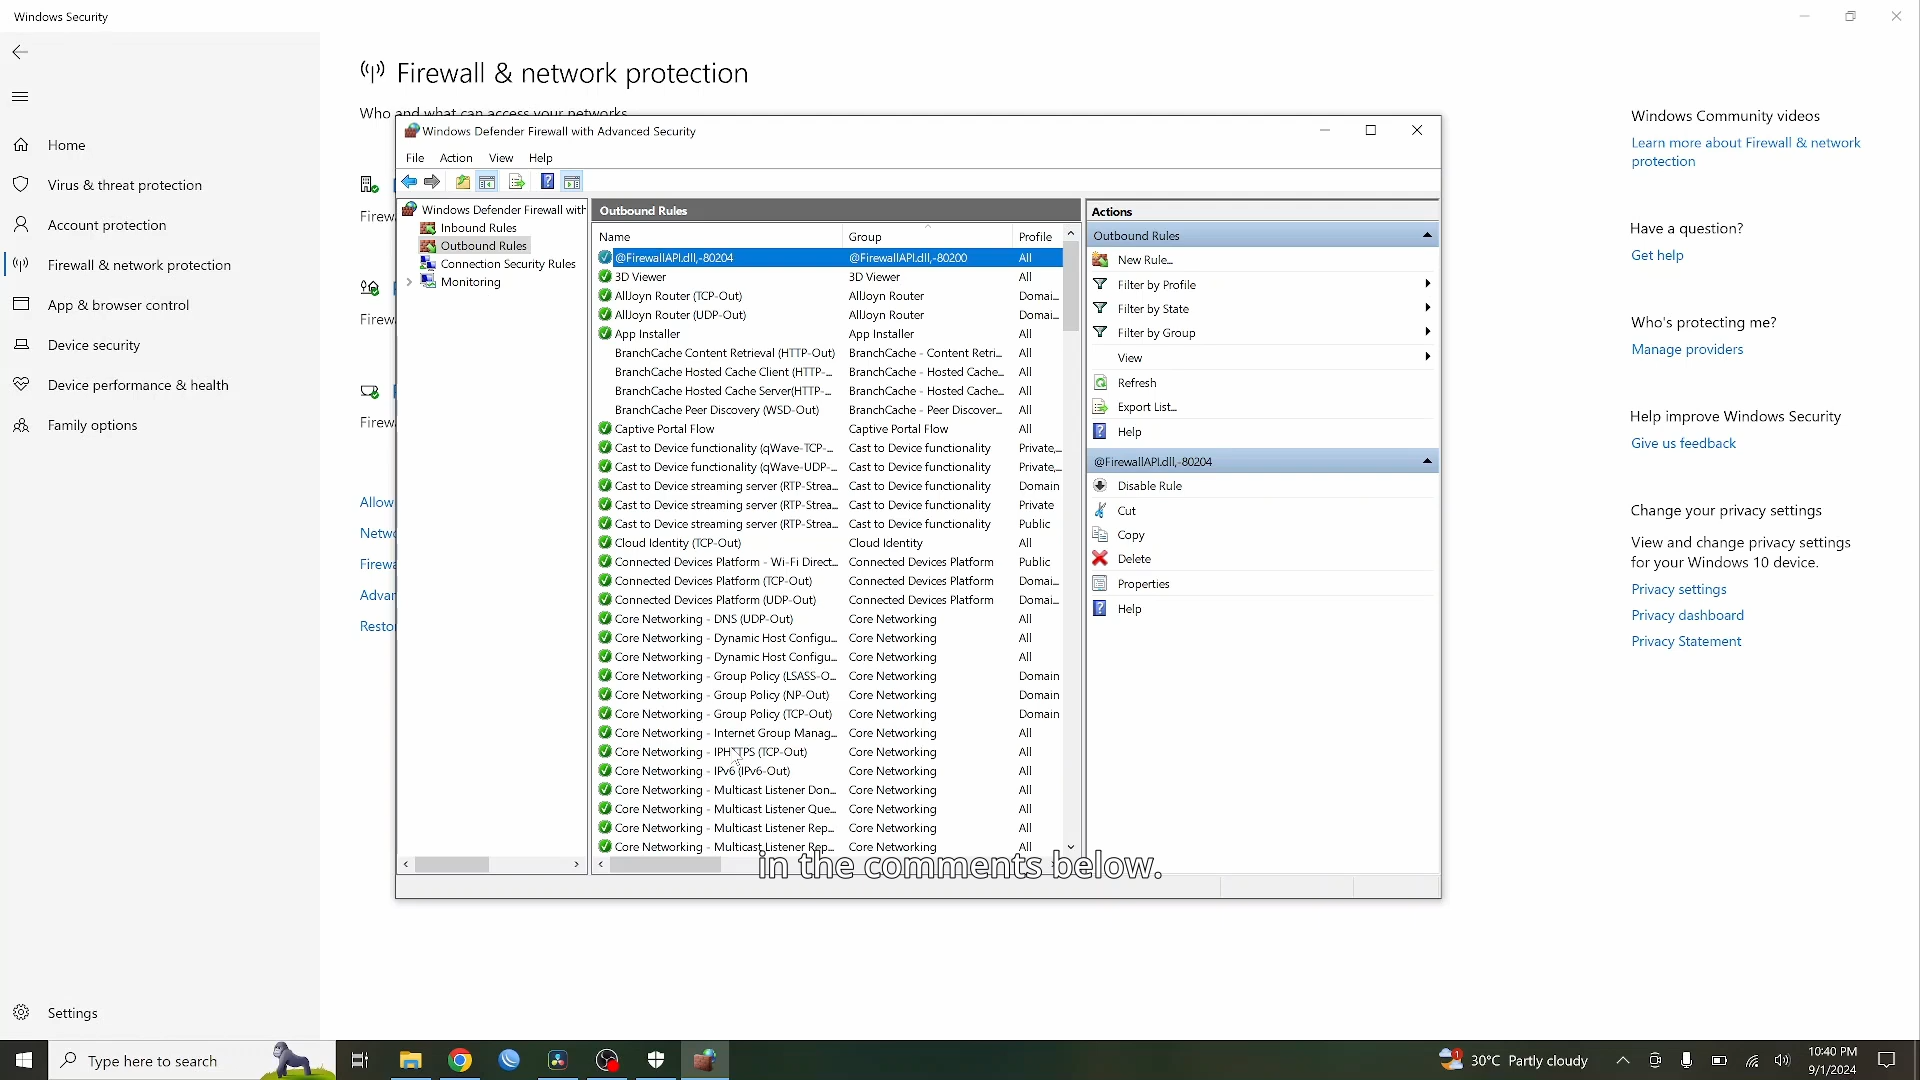 Windows Security
Home
Virus & threat protection
Account protection
Firewall & network protection
App & browser control
Device security
Device performance & health
Family options
Settings
Firewall & network protection
Who and what can access your networks.
Firew
Firew
Firew
Allow
Netwo
Firewa
Advar
Restor
Windows Defender Firewall with Advanced Security
File Action View Help
Windows Defender Firewall with
Inbound Rules
Outbound Rules
Connection Security Rules
Monitoring
Outbound Rules
Name Group Profile
@FirewallAPI.dll,-80204 @FirewallAPI.dll,-80200 All
3D Viewer 3D Viewer All
AllJoyn Router (TCP-Out) AllJoyn Router Domai...
AllJoyn Router (UDP-Out) AllJoyn Router Domai...
App Installer App Installer All
BranchCache Content Retrieval (HTTP-Out) BranchCache - Content Retri... All
BranchCache Hosted Cache Client (HTTP-... BranchCache - Hosted Cache... All
BranchCache Hosted Cache Server(HTTP-... BranchCache - Hosted Cache... All
BranchCache Peer Discovery (WSD-Out) BranchCache - Peer Discover... All
Captive Portal Flow Captive Portal Flow All
Cast to Device functionality (qWave-TCP-... Cast to Device functionality Private,...
Cast to Device functionality (qWave-UDP-... Cast to Device functionality Private,...
Cast to Device streaming server (RTP-Strea... Cast to Device functionality Domain
Cast to Device streaming server (RTP-Strea... Cast to Device functionality Private
Cast to Device streaming server (RTP-Strea... Cast to Device functionality Public
Cloud Identity (TCP-Out) Cloud Identity All
Connected Devices Platform - Wi-Fi Direct... Connected Devices Platform Public
Connected Devices Platform (TCP-Out) Connected Devices Platform Domai...
Connected Devices Platform (UDP-Out) Connected Devices Platform Domai...
Core Networking - DNS (UDP-Out) Core Networking All
Core Networking - Dynamic Host Configu... Core Networking All
Core Networking - Dynamic Host Configu... Core Networking All
Core Networking - Group Policy (LSASS-O... Core Networking Domain
Core Networking - Group Policy (NP-Out) Core Networking Domain
Core Networking - Group Policy (TCP-Out) Core Networking Domain
Core Networking - Internet Group Manag... Core Networking All
Core Networking - IPHTTPS (TCP-Out) Core Networking All
Core Networking - IPv6 (IPv6-Out) Core Networking All
Core Networking - Multicast Listener Don... Core Networking All
Core Networking - Multicast Listener Que... Core Networking All
Core Networking - Multicast Listener Rep... Core Networking All
Core Networking - Multicast Listener Rep... Core Networking All
Actions
Outbound Rules
New Rule...
Filter by Profile
Filter by State
Filter by Group
View
Refresh
Export List...
Help
@FirewallAPI.dll,-80204
Disable Rule
Cut
Copy
Delete
Properties
Help
in the comments below.
Windows Community videos
Learn more about Firewall & network
protection
Have a question?
Get help
Who's protecting me?
Manage providers
Help improve Windows Security
Give us feedback
Change your privacy settings
View and change privacy settings
for your Windows 10 device.
Privacy settings
Privacy dashboard
Privacy Statement
Type here to search
1
30°C Partly cloudy
10:40 PM
9/1/2024